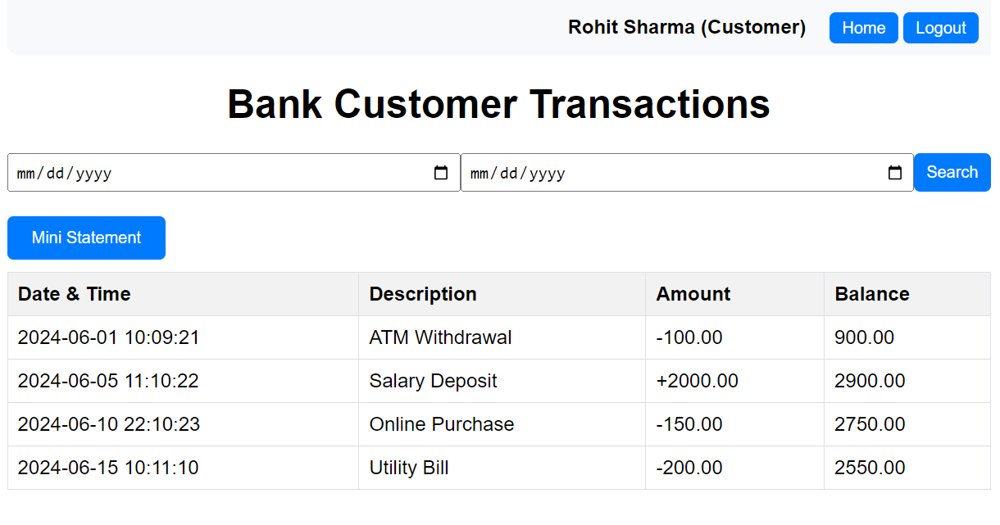 Rohit Sharma (Customer) Home Logout
Bank Customer Transactions
mm/dd/yyyy mm/dd/yyyy Search
Mini Statement
Date & Time Description Amount Balance
2024-06-01 10:09:21 ATM Withdrawal -100.00 900.00
2024-06-05 11:10:22 Salary Deposit +2000.00 2900.00
2024-06-10 22:10:23 Online Purchase -150.00 2750.00
2024-06-15 10:11:10 Utility Bill -200.00 2550.00